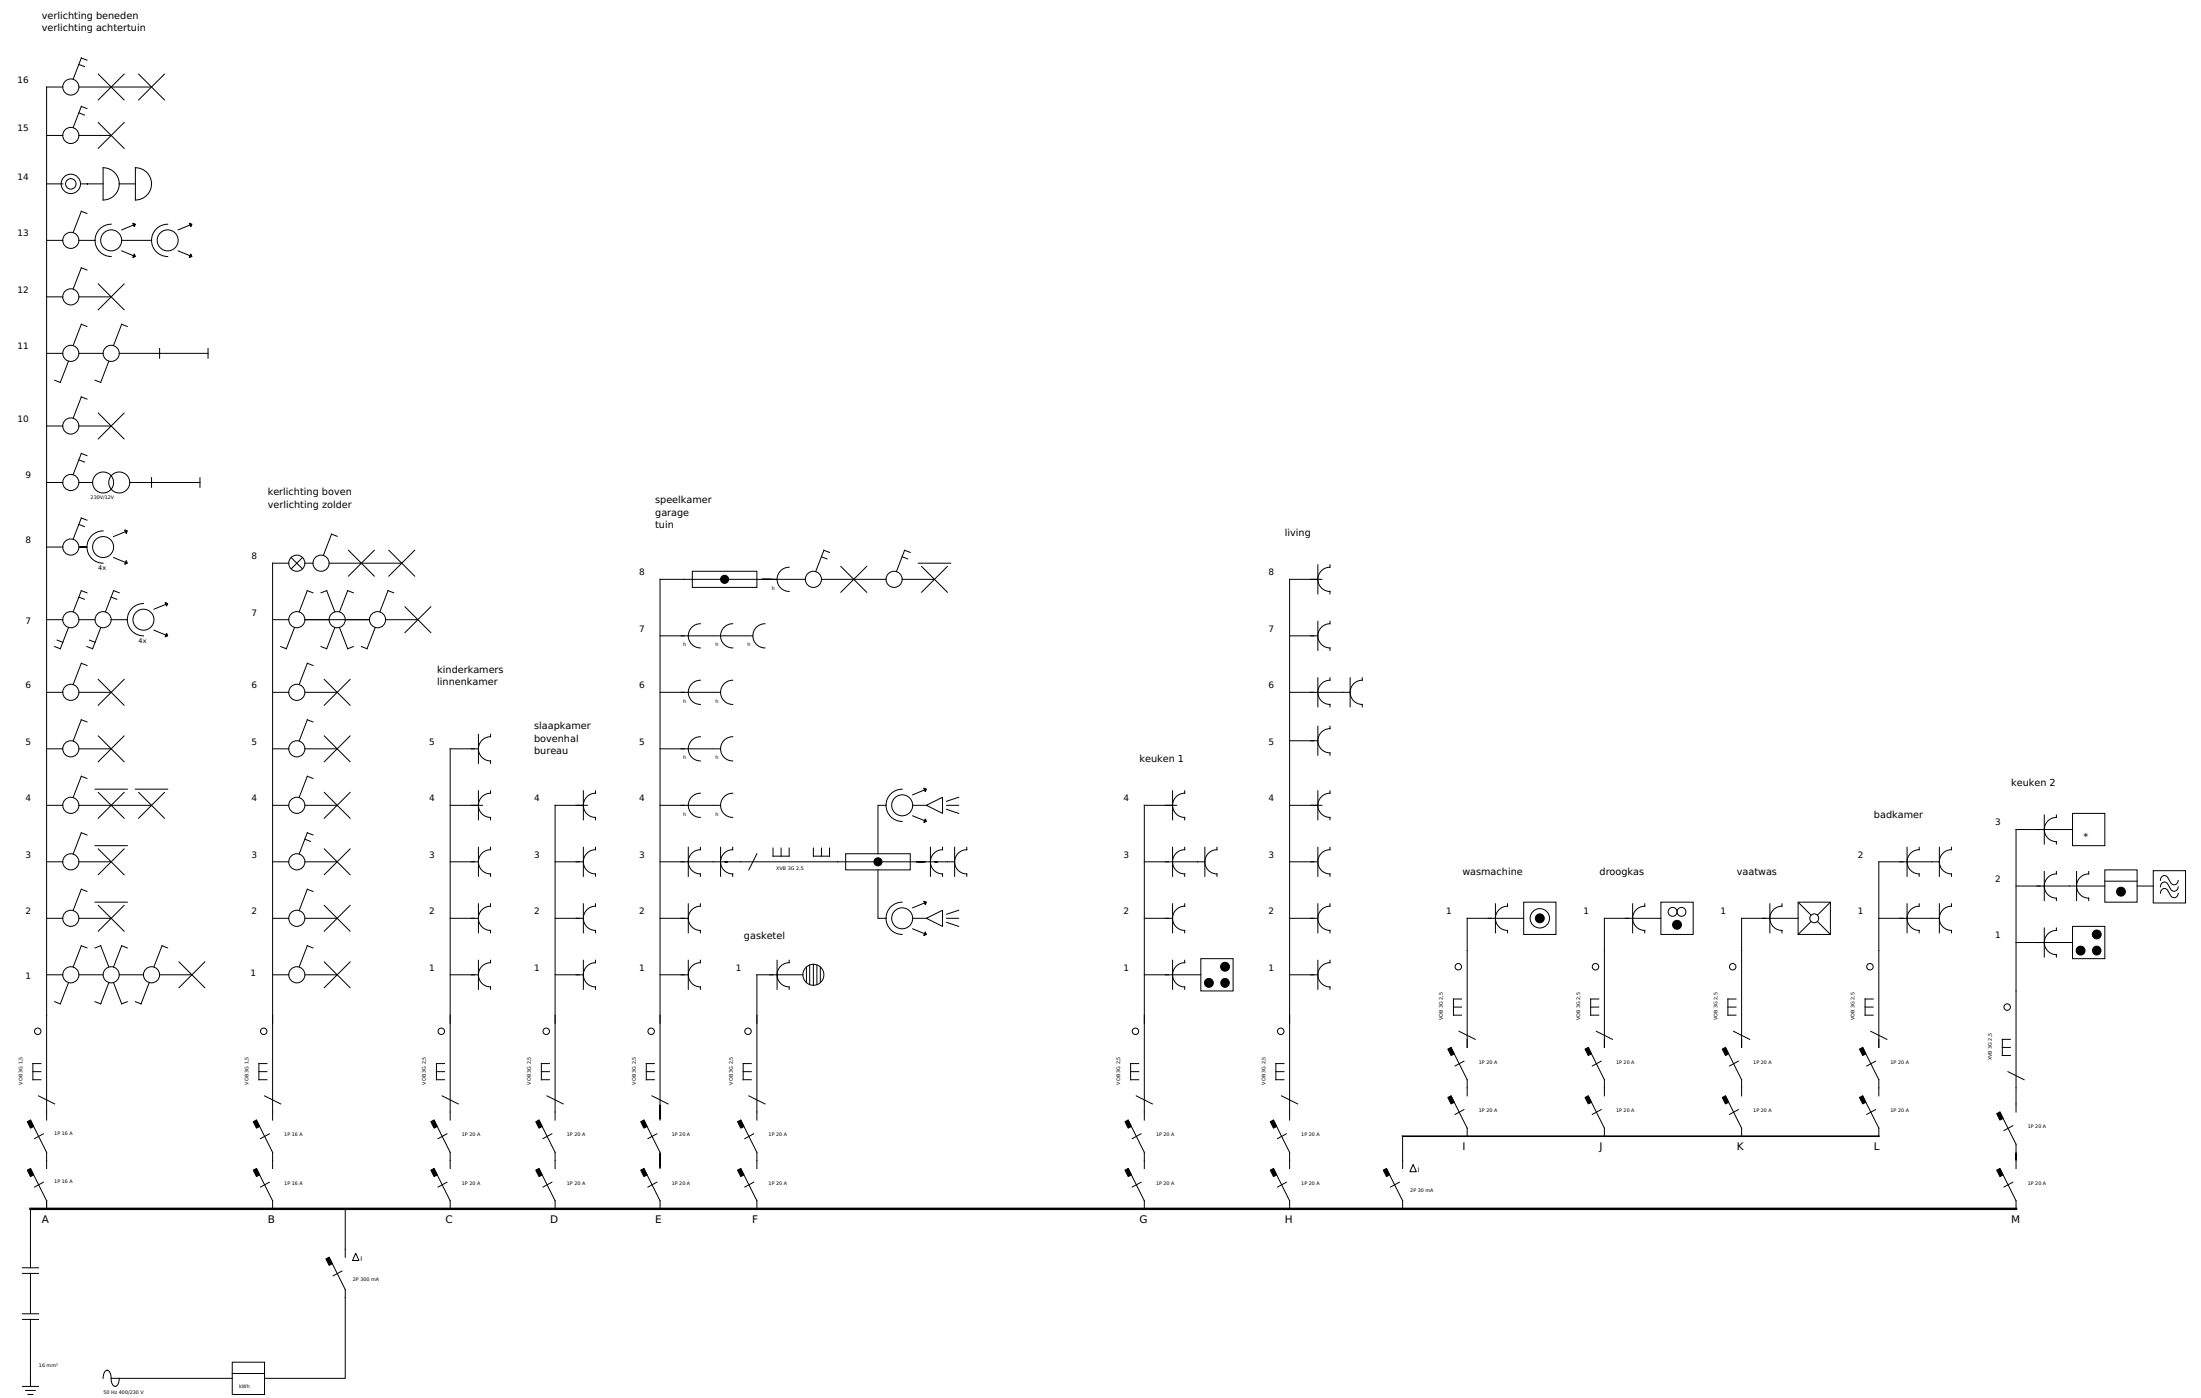 verlichting beneden
verlichting achtertuin
16
15
14
13
12
11
10
9
230V/12V
8
4x
7
4x
6
5
4
3
2
1
VOB 3G 1,5
1P 16 A
1P 16 A
A
kerlichting boven
verlichting zolder
8
7
6
5
4
3
2
1
VOB 3G 1,5
1P 16 A
1P 16 A
B
kinderkamers
linnenkamer
5
4
3
2
1
VOB 3G 2,5
1P 20 A
1P 20 A
C
slaapkamer
bovenhal
bureau
4
3
2
1
VOB 3G 2,5
1P 20 A
1P 20 A
D
speelkamer
garage
tuin
8
h
7
h
h
h
6
h
5
h
4
h
3
XVB 3G 2,5
2
1
VOB 3G 2,5
1P 20 A
1P 20 A
E
gasketel
1
VOB 3G 2,5
1P 20 A
1P 20 A
F
keuken 1
4
3
2
1
VOB 3G 2,5
1P 20 A
1P 20 A
G
living
8
7
6
5
4
3
2
1
VOB 3G 2,5
1P 20 A
1P 20 A
H
ΔI
2P 30 mA
wasmachine
1
VOB 3G 2,5
1P 20 A
1P 20 A
I
droogkas
1
VOB 3G 2,5
1P 20 A
1P 20 A
J
vaatwas
1
VOB 3G 2,5
1P 20 A
1P 20 A
K
badkamer
2
1
VOB 3G 2,5
1P 20 A
1P 20 A
L
keuken 2
3
*
2
1
XVB 3G 2,5
1P 20 A
1P 20 A
M
ΔI
2P 300 mA
16 mm²
50 Hz 400/230 V
kWh